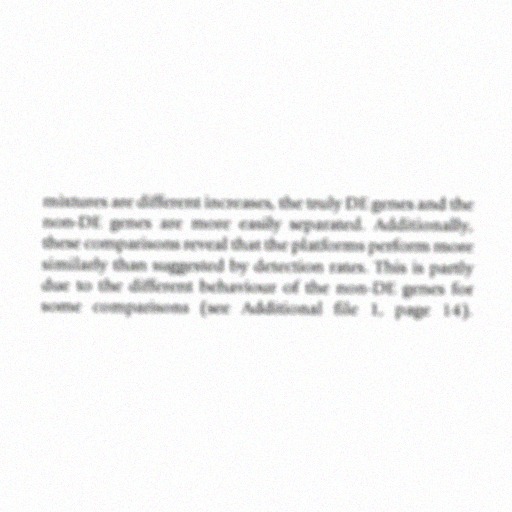 mixtures are different increases, the truly DE genes and the
non-DE genes are more easily separated. Additionally,
these comparisons reveal that the platforms perform more
similarly than suggested by detection rates. This is partly
due to the different behaviour of the non-DE genes for
some comparisons (see Additional file 1, page 14).